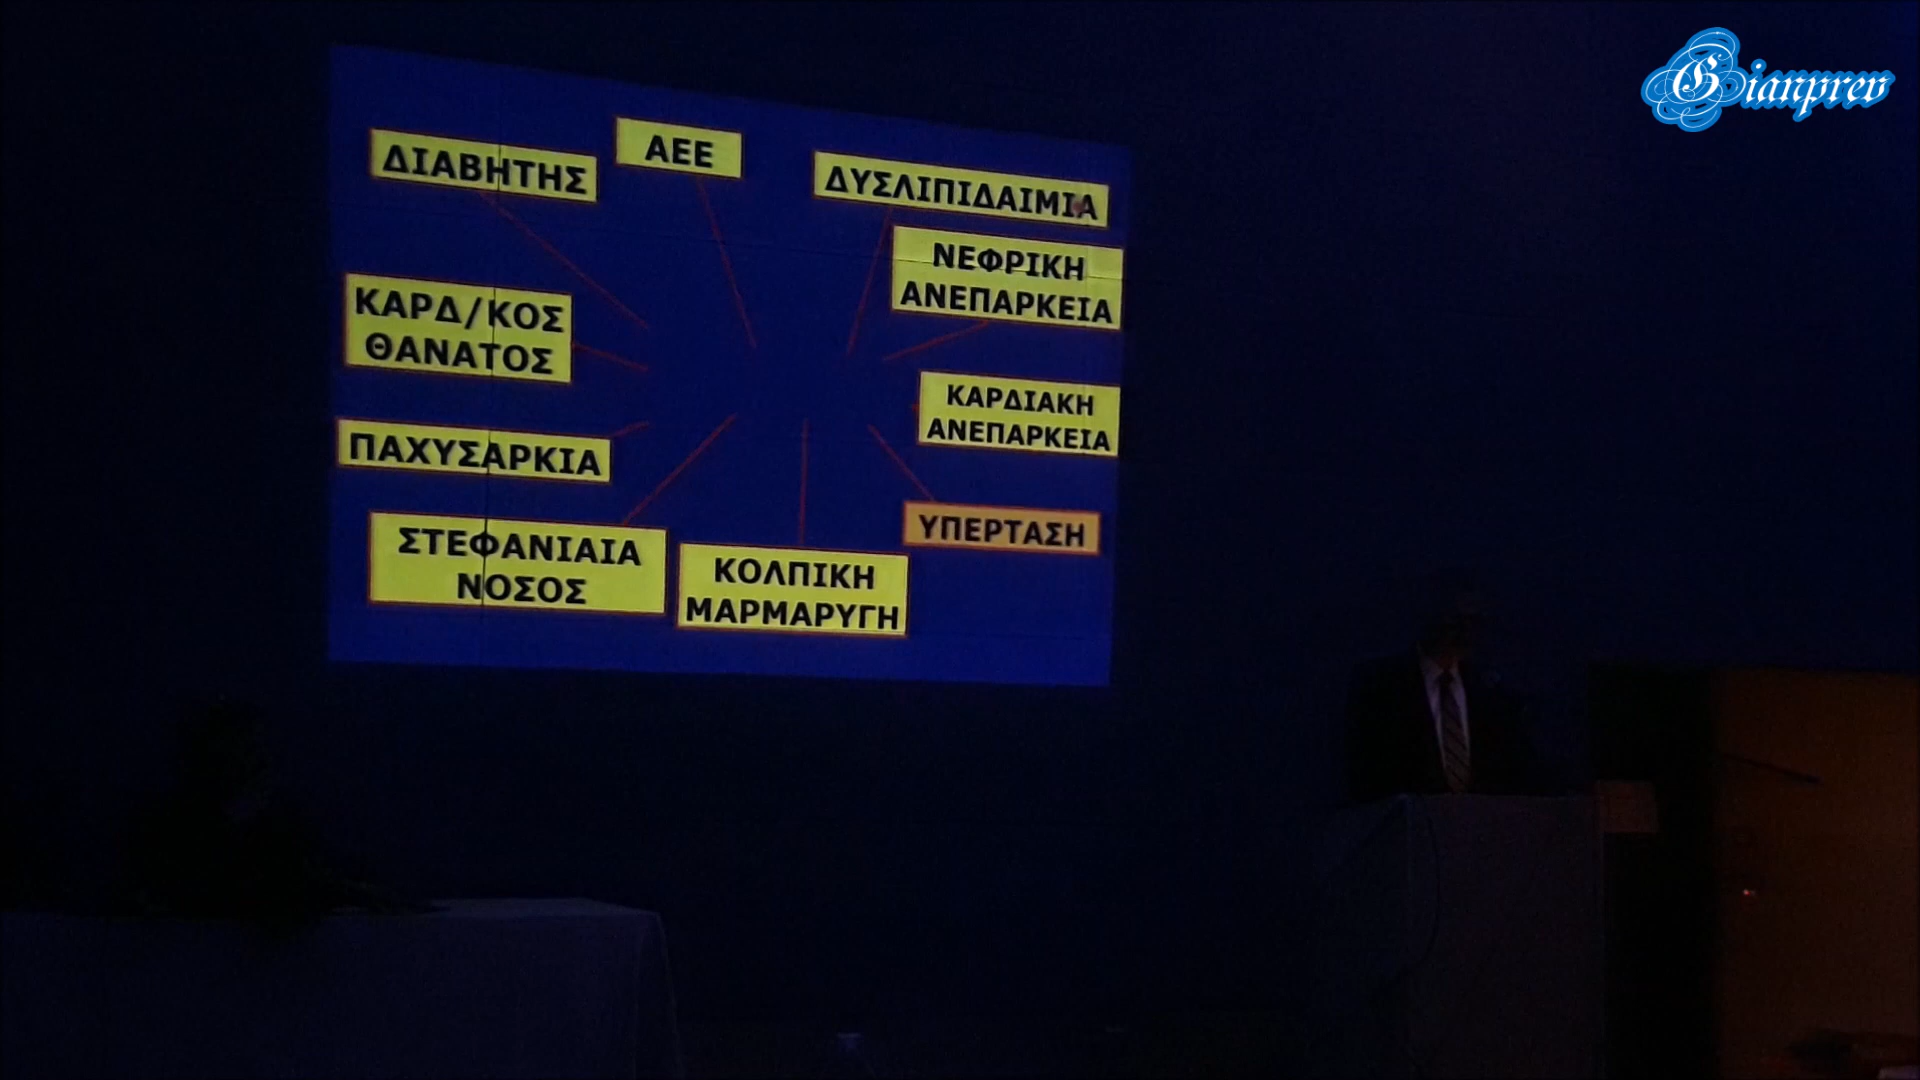 Gianprev
ΔΙΑΒΗΤΗΣ
ΑΕΕ
ΔΥΣΛΙΠΙΔΑΙΜΙΑ
ΝΕΦΡΙΚΗ
ΑΝΕΠΑΡΚΕΙΑ
ΚΑΡΔ/ΚΟΣ
ΘΑΝΑΤΟΣ
ΚΑΡΔΙΑΚΗ
ΑΝΕΠΑΡΚΕΙΑ
ΠΑΧΥΣΑΡΚΙΑ
ΥΠΕΡΤΑΣΗ
ΣΤΕΦΑΝΙΑΙΑ
ΝΟΣΟΣ
ΚΟΛΠΙΚΗ
ΜΑΡΜΑΡΥΓΗ